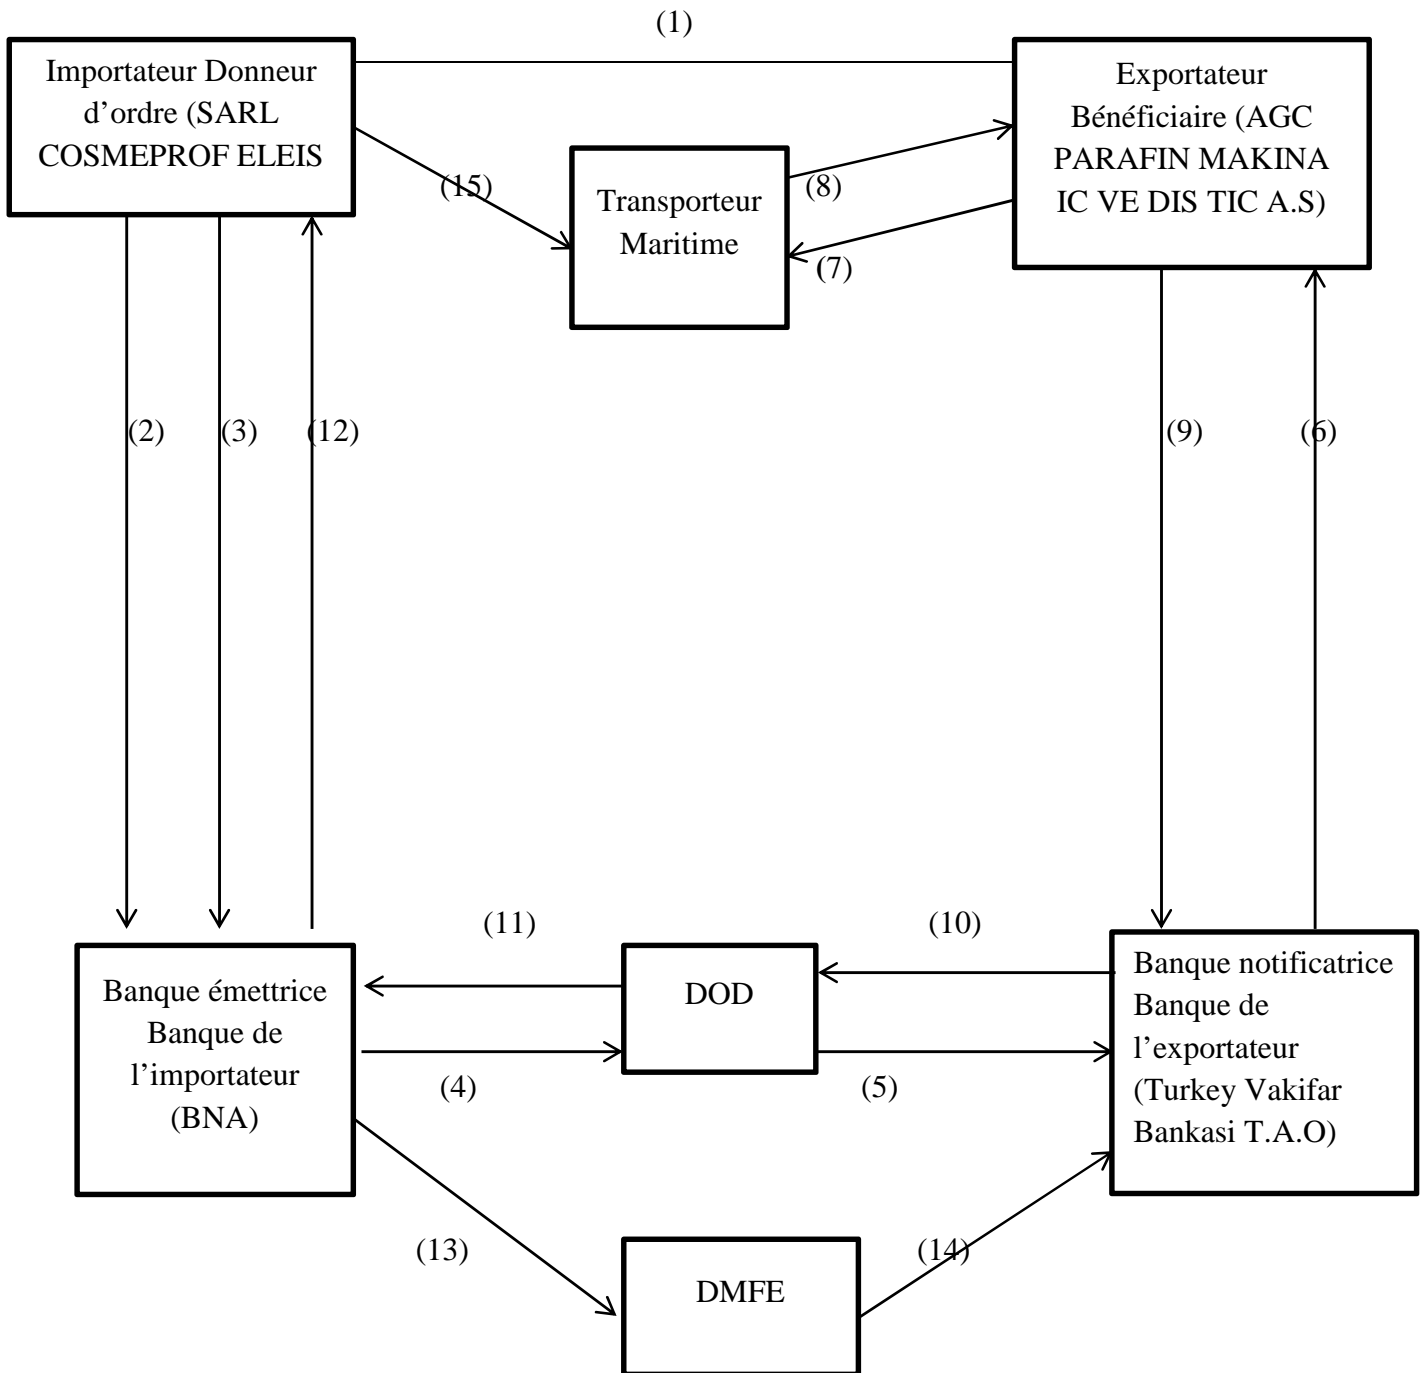 (1)
Importateur Donneur
d’ordre (SARL
COSMEPROF ELEIS
Exportateur
Bénéficiaire (AGC
PARAFIN MAKINA
IC VE DIS TIC A.S)
Transporteur
Maritime
(15)
(8)
(7)
(2)
(3)
(12)
(9)
(6)
(11)
(10)
Banque émettrice
Banque de
l’importateur
(BNA)
DOD
Banque notificatrice
Banque de
l’exportateur
(Turkey Vakifar
Bankasi T.A.O)
(4)
(5)
(13)
(14)
DMFE